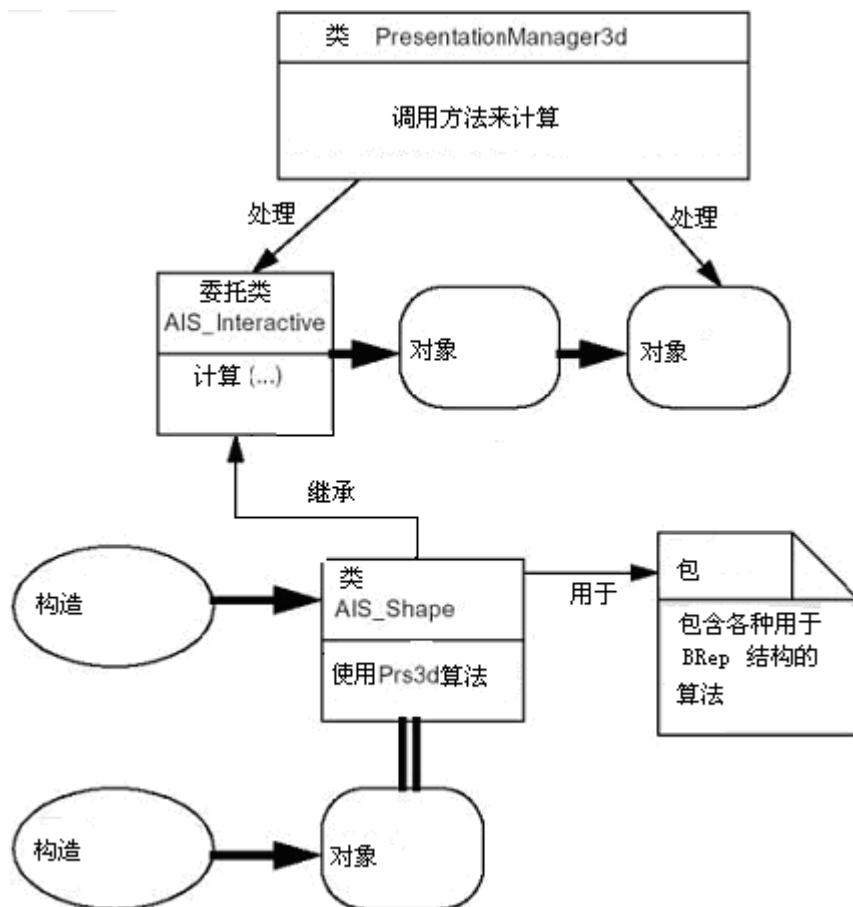 类 PresentationManager3d
调用方法来计算
处理
处理
委托类
AIS_Interactive
计算 (...)
对象
对象
继承
构造
类
AIS_Shape
使用Prs3d算法
用于
包
包含各种用于
BRep 结构的
算法
构造
对象